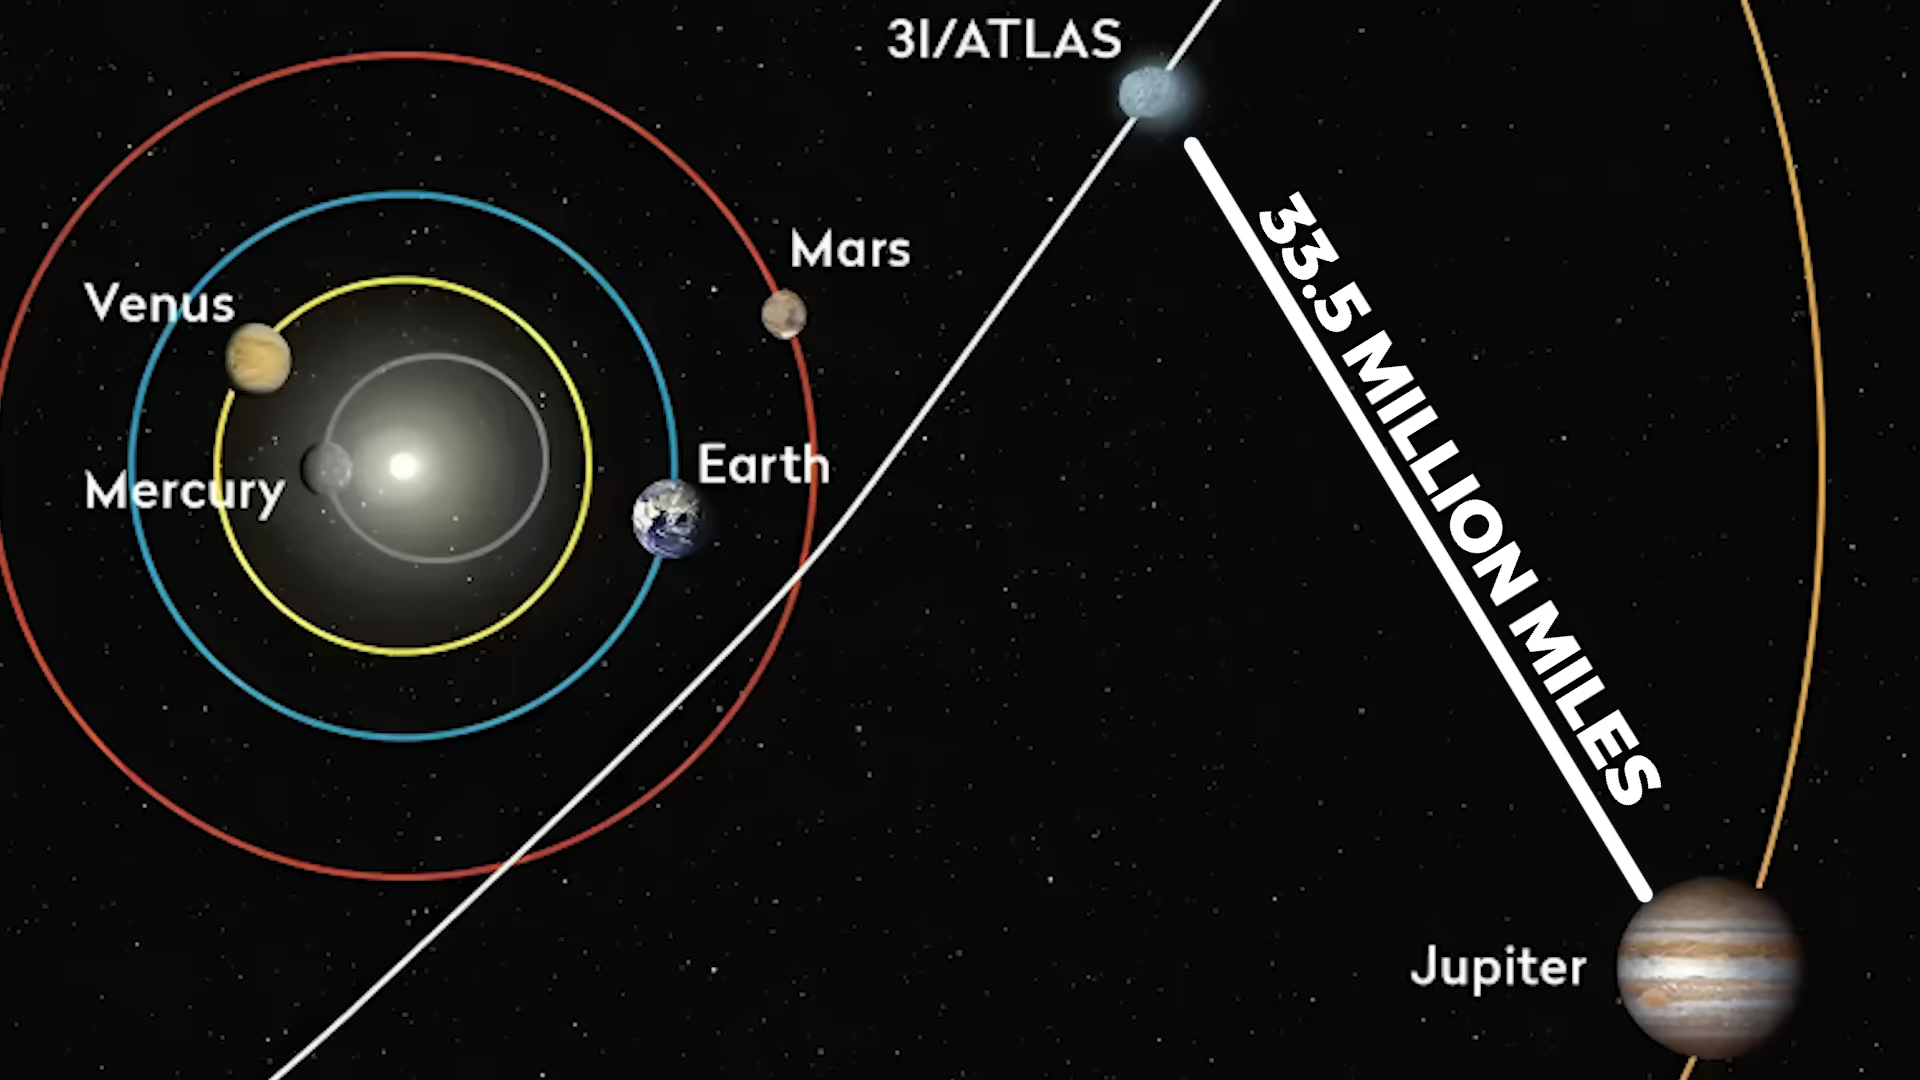 3I/ATLAS
Mars
Venus
Earth
Mercury
33.5 MILLION MILES
Jupiter